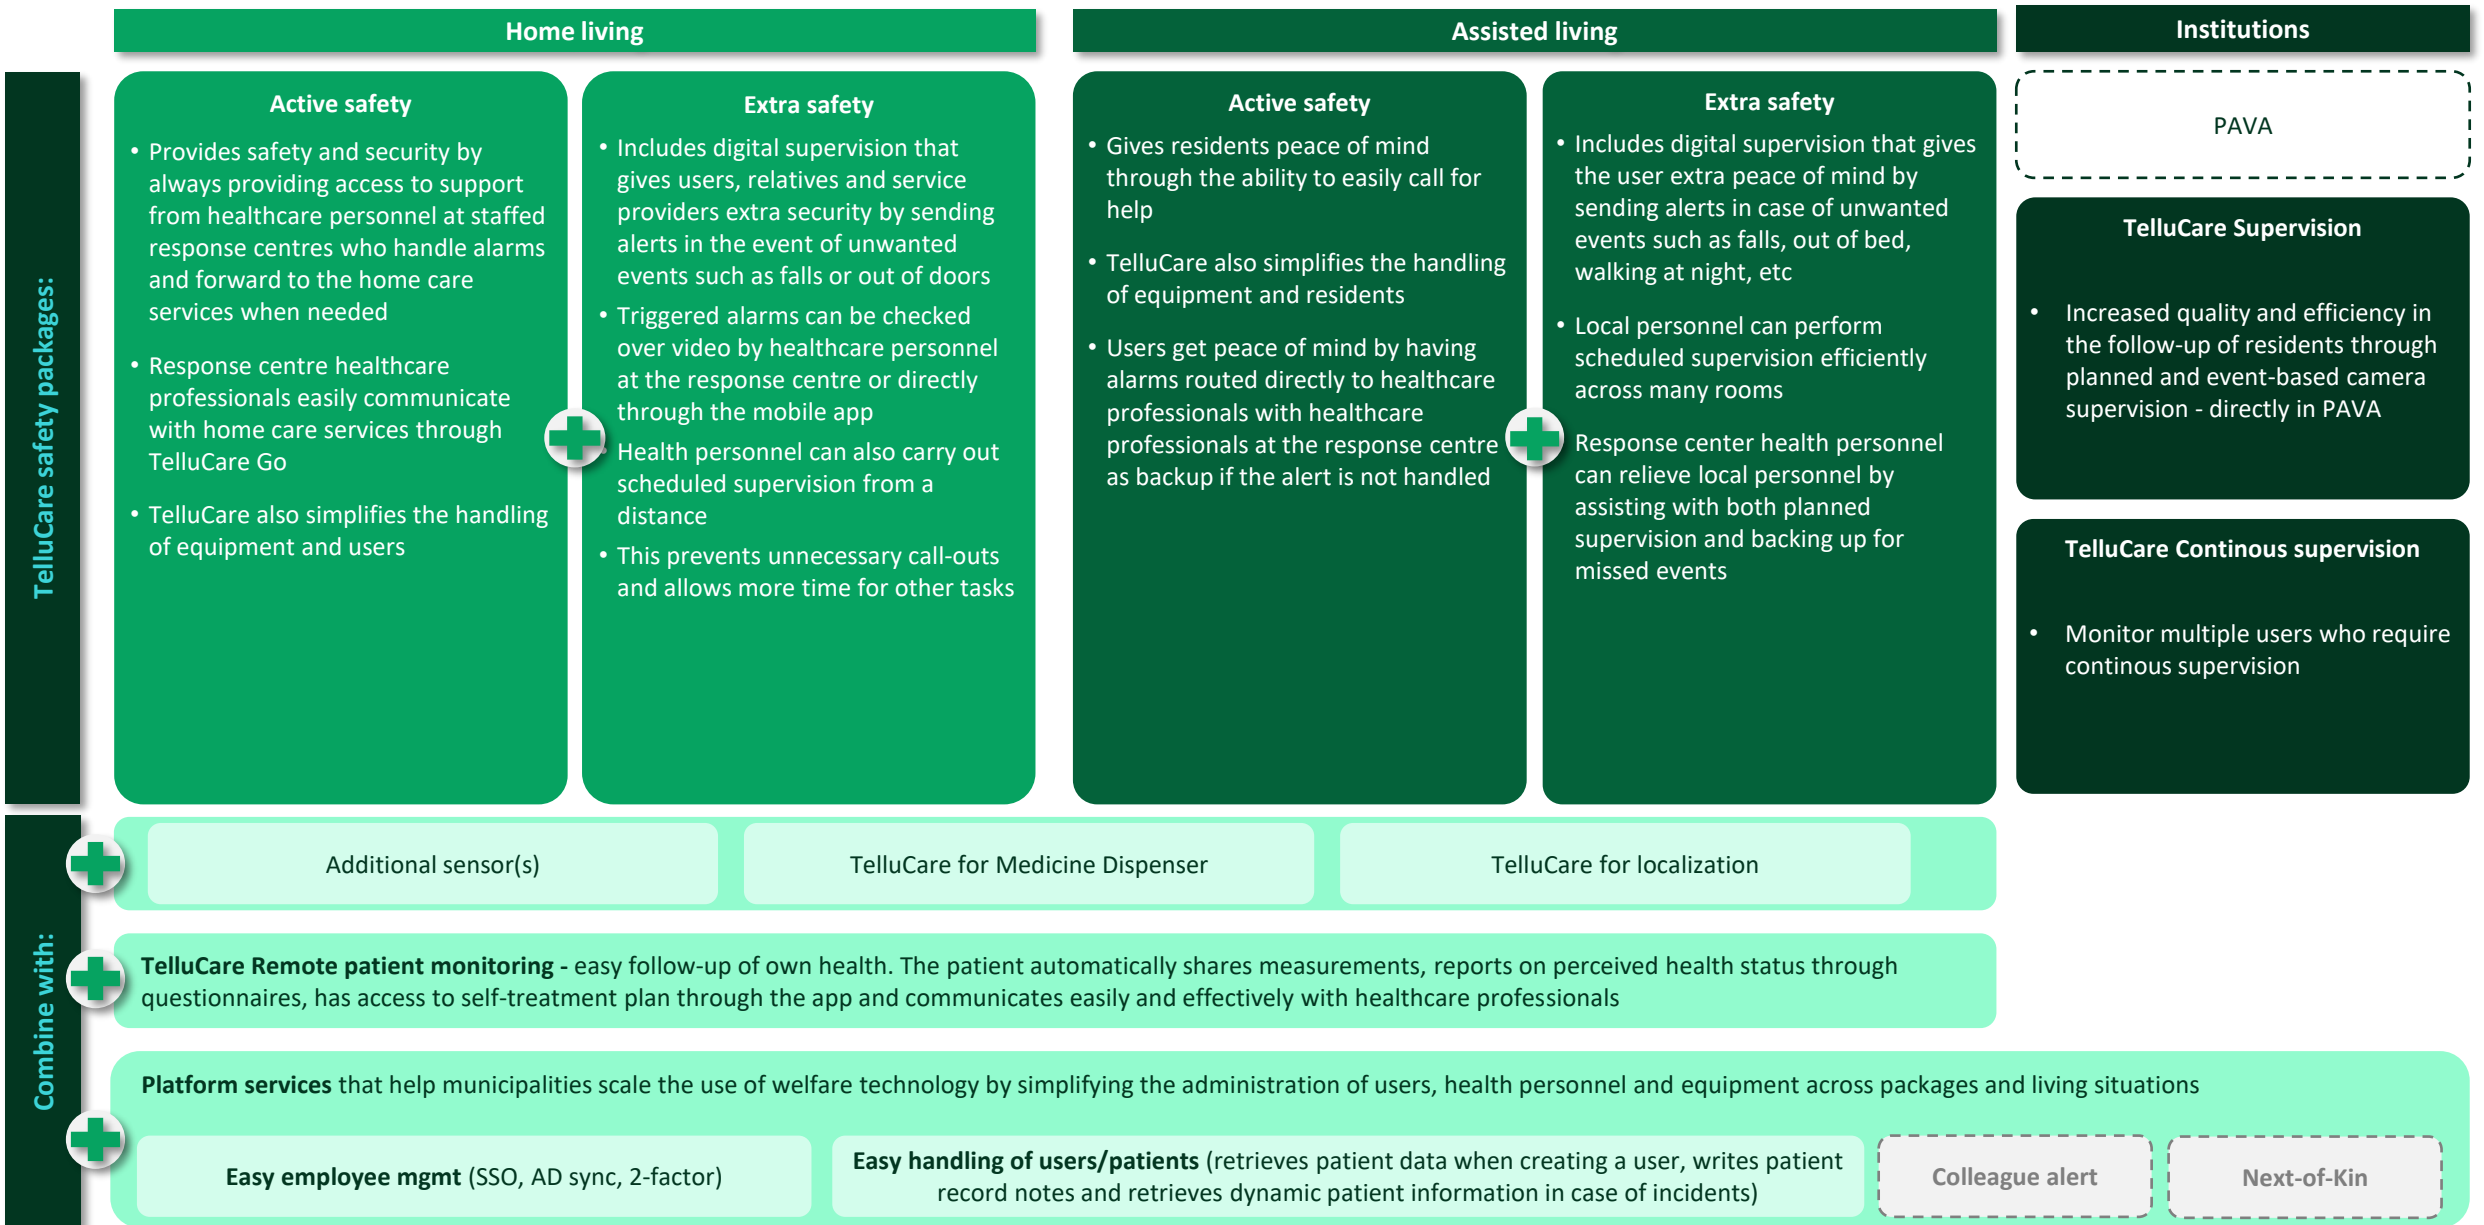 Home living
Assisted living
Institutions
TelluCare safety packages:
Active safety
• Provides safety and security by
always providing access to support
from healthcare personnel at staffed
response centres who handle alarms
and forward to the home care
services when needed
• Response centre healthcare
professionals easily communicate
with home care services through
TelluCare Go
• TelluCare also simplifies the handling
of equipment and users
Extra safety
• Includes digital supervision that
gives users, relatives and service
providers extra security by sending
alerts in the event of unwanted
events such as falls or out of doors
• Triggered alarms can be checked
over video by healthcare personnel
at the response centre or directly
through the mobile app
• Health personnel can also carry out
scheduled supervision from a
distance
• This prevents unnecessary call-outs
and allows more time for other tasks
Active safety
• Gives residents peace of mind
through the ability to easily call for
help
• TelluCare also simplifies the handling
of equipment and residents
• Users get peace of mind by having
alarms routed directly to healthcare
professionals with healthcare
professionals at the response centre
as backup if the alert is not handled
Extra safety
• Includes digital supervision that gives
the user extra peace of mind by
sending alerts in case of unwanted
events such as falls, out of bed,
walking at night, etc
• Local personnel can perform
scheduled supervision efficiently
across many rooms
Response center health personnel
can relieve local personnel by
assisting with both planned
supervision and backing up for
missed events
PAVA
TelluCare Supervision
• Increased quality and efficiency in
the follow-up of residents through
planned and event-based camera
supervision - directly in PAVA
TelluCare Continous supervision
• Monitor multiple users who require
continous supervision
Combine with:
Additional sensor(s)
TelluCare for Medicine Dispenser
TelluCare for localization
TelluCare Remote patient monitoring - easy follow-up of own health. The patient automatically shares measurements, reports on perceived health status through
questionnaires, has access to self-treatment plan through the app and communicates easily and effectively with healthcare professionals
Platform services that help municipalities scale the use of welfare technology by simplifying the administration of users, health personnel and equipment across packages and living situations
Easy employee mgmt (SSO, AD sync, 2-factor)
Easy handling of users/patients (retrieves patient data when creating a user, writes patient
record notes and retrieves dynamic patient information in case of incidents)
Colleague alert
Next-of-Kin